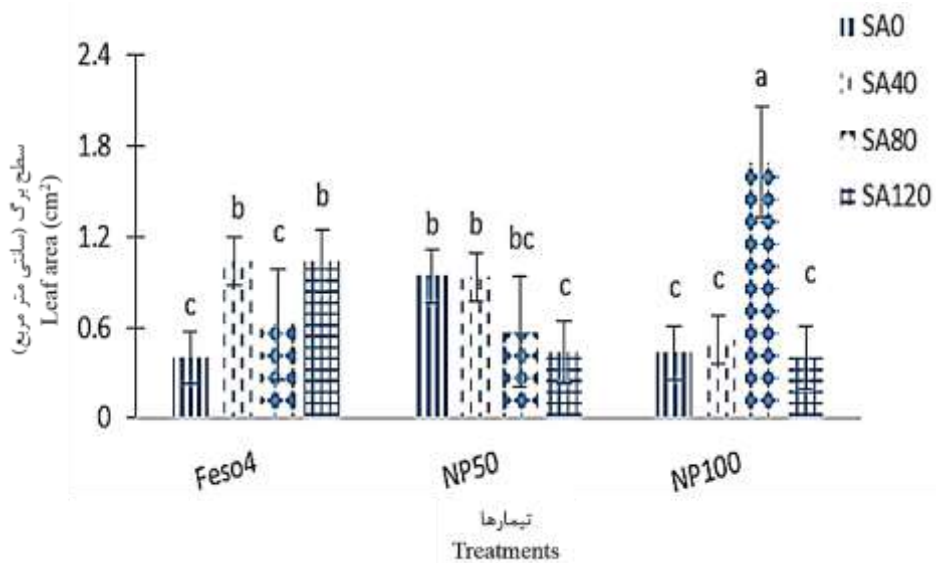 SA0
SA40
SA80
SA120
سطح برگ (سانتی متر مربع)
Leaf area (cm²)
2.4
1.8
1.2
0.6
0
c
b
c
b
b
b
bc
c
c
c
a
c
Feso4
NP50
NP100
تیمارها
Treatments